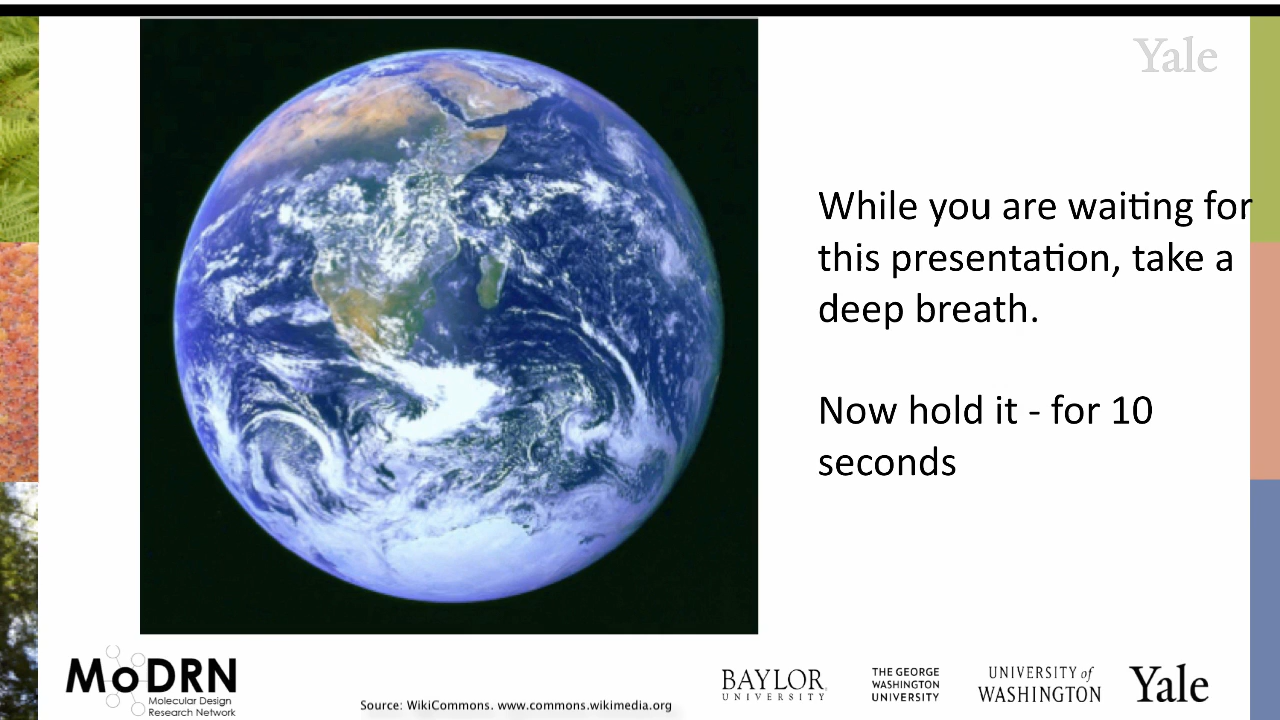 Yale
While you are waiting for
this presentation, take a
deep breath.
Now hold it - for 10
seconds
MoDRN
Molecular Design
Research Network
Source: WikiCommons. www.commons.wikimedia.org
BAYLOR
UNIVERSITY
THE GEORGE
WASHINGTON
UNIVERSITY
UNIVERSITY of
WASHINGTON
Yale